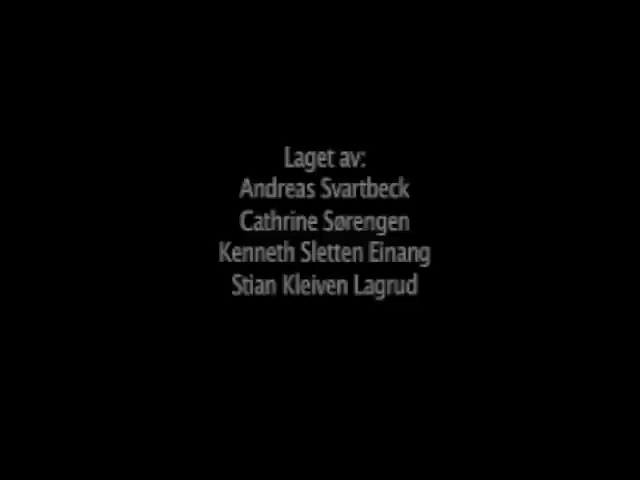 Laget av:
Andreas Svartbeck
Cathrine Sørengen
Kenneth Sletten Einang
Stian Kleiven Lagrud